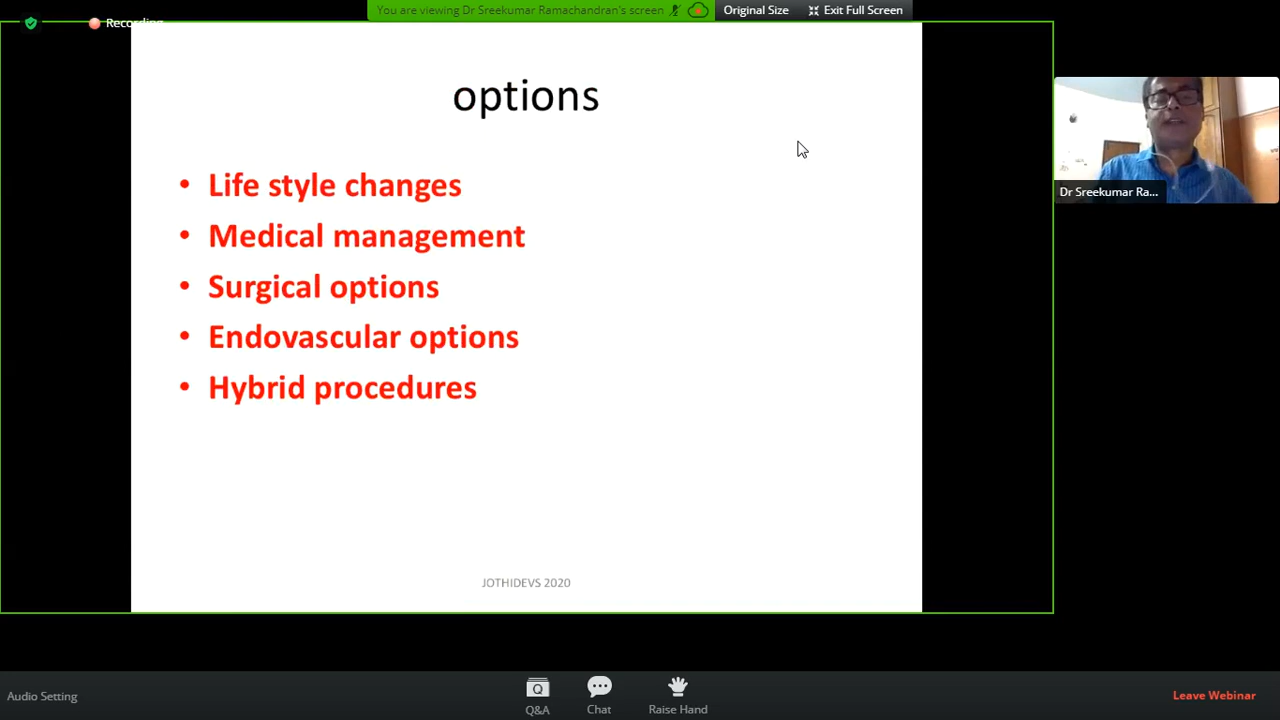 You are viewing Dr Sreekumar Ramachandran's screen
Original Size
Exit Full Screen
Recording
options
• Life style changes
• Medical management
• Surgical options
• Endovascular options
• Hybrid procedures
Dr Sreekumar Ra...
JOTHIDEVS 2020
Audio Setting
Q
Q&A
Chat
Raise Hand
Leave Webinar